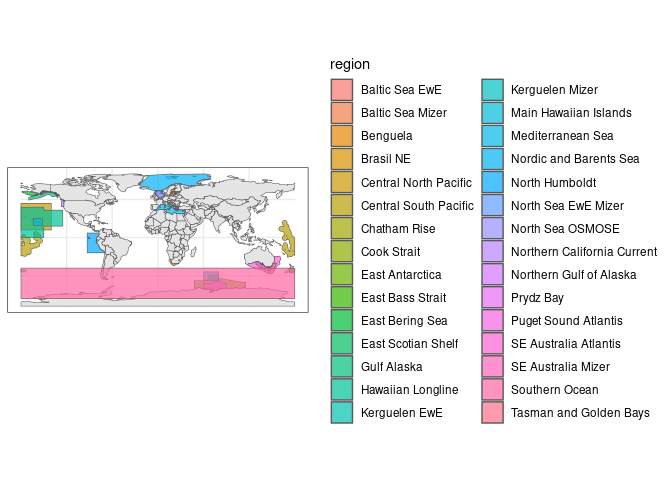 region
Baltic Sea EwE
Baltic Sea Mizer
Benguela
Brasil NE
Central North Pacific
Central South Pacific
Chatham Rise
Cook Strait
East Antarctica
East Bass Strait
East Bering Sea
East Scotian Shelf
Gulf Alaska
Hawaiian Longline
Kerguelen EwE
Kerguelen Mizer
Main Hawaiian Islands
Mediterranean Sea
Nordic and Barents Sea
North Humboldt
North Sea EwE Mizer
North Sea OSMOSE
Northern California Current
Northern Gulf of Alaska
Prydz Bay
Puget Sound Atlantis
SE Australia Atlantis
SE Australia Mizer
Southern Ocean
Tasman and Golden Bays